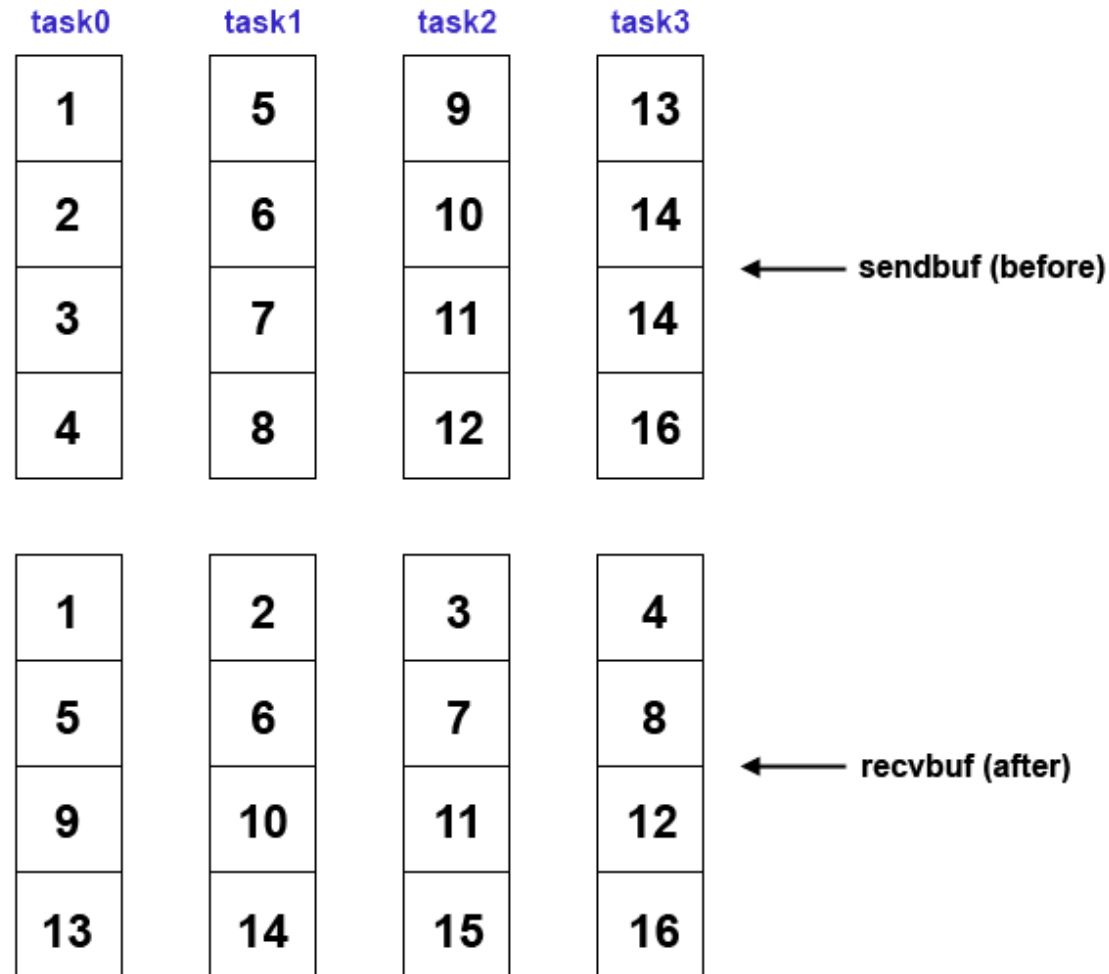 task0 task1 task2 task3
1 5 9 13
2 6 10 14
sendbuf (before)
3 7 11 14
4 8 12 16
1 2 3 4
5 6 7 8
recvbuf (after)
9 10 11 12
13 14 15 16